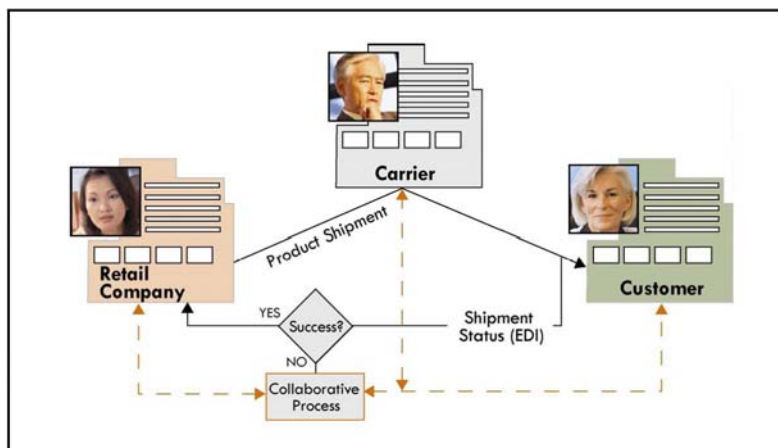 Carrier
Product Shipment
Retail
Company
Customer
YES
Success?
Shipment
Status (EDI)
NO
Collaborative
Process